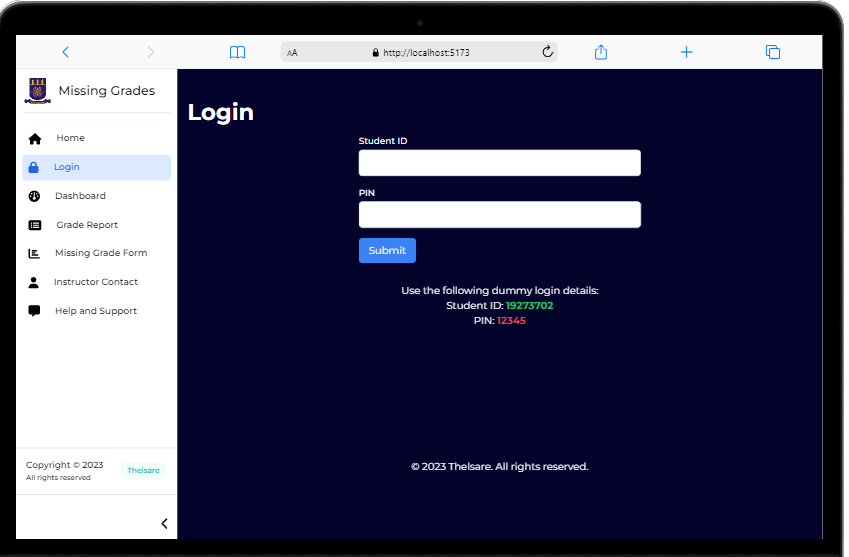 AA
http://localhost:5173
Missing Grades
Home
Login
Dashboard
Grade Report
Missing Grade Form
Instructor Contact
Help and Support
Copyright © 2023
All rights reserved
Thelsare
Login
Student ID
PIN
Submit
Use the following dummy login details:
Student ID: 19273702
PIN: 12345
© 2023 Thelsare. All rights reserved.